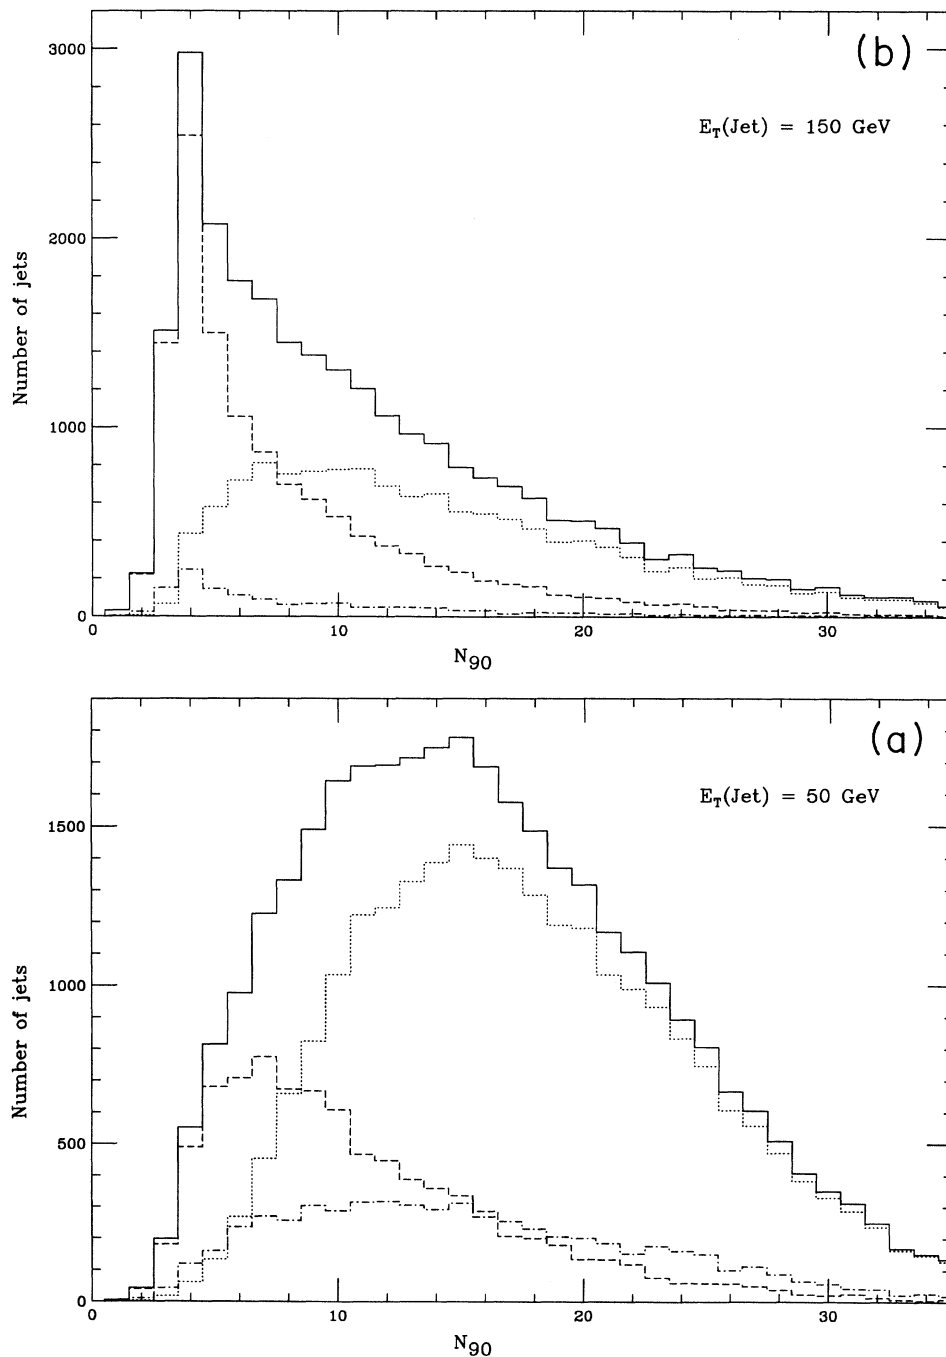 (b)
E_T(Jet) = 150 GeV
3000
2000
1000
0
Number of jets
0 10 20 30
N_90
(a)
E_T(Jet) = 50 GeV
1500
1000
500
0
Number of jets
0 10 20 30
N_90